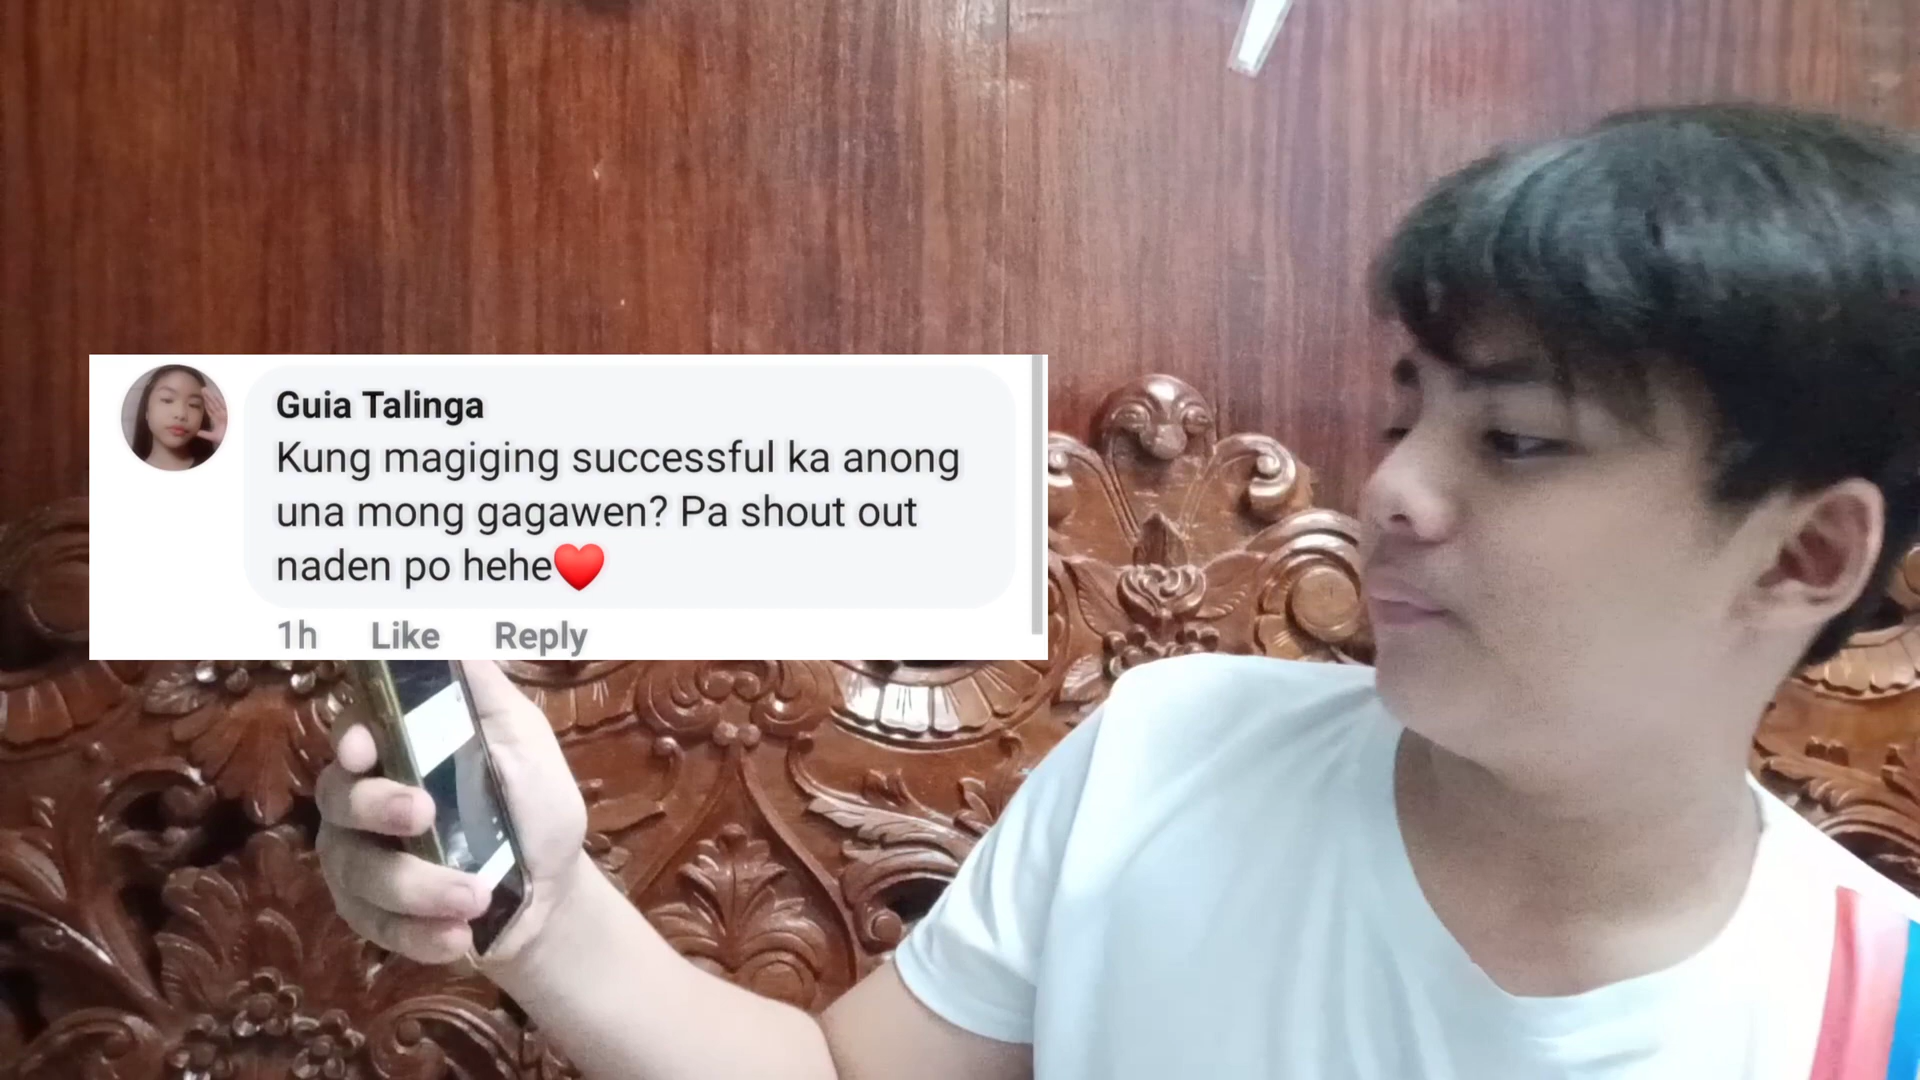 Guia Talinga
Kung magiging successful ka anong
una mong gagawen? Pa shout out
naden po hehe❤️
1h Like Reply